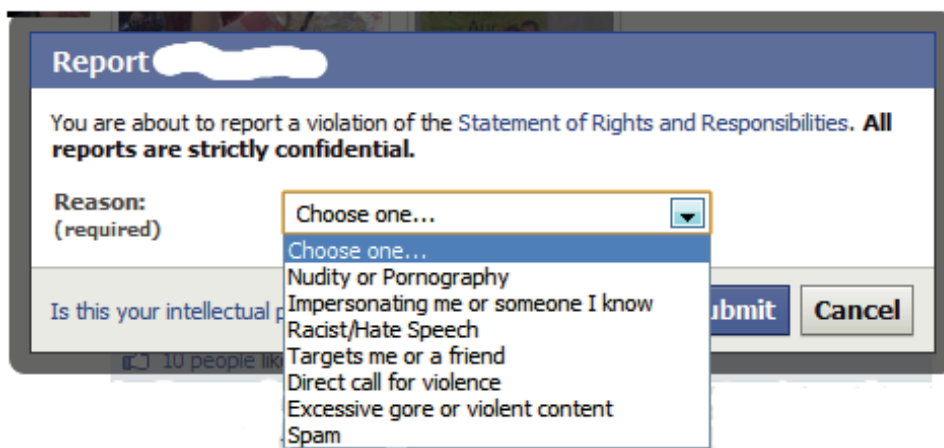 Report
You are about to report a violation of the Statement of Rights and Responsibilities. All
reports are strictly confidential.
Reason:
(required)
Choose one...
Choose one...
Nudity or Pornography
Impersonating me or someone I know
Racist/Hate Speech
Targets me or a friend
Direct call for violence
Excessive gore or violent content
Spam
Is this your intellectual
ubmit
Cancel
10 people